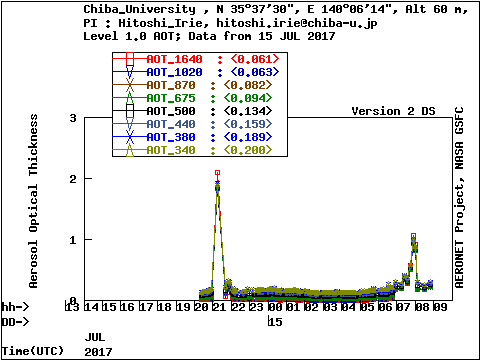 Chiba_University , N 35°37'30", E 140°06'14", Alt 60 m,
PI : Hitoshi_Irie, hitoshi.irie@chiba-u.jp
Level 1.0 AOT; Data from 15 JUL 2017
AOT_1640 : <0.061>
AOT_1020 : <0.063>
AOT_870 : <0.082>
AOT_675 : <0.094>
AOT_500 : <0.134>
AOT_440 : <0.159>
AOT_380 : <0.189>
AOT_340 : <0.200>
Version 2 DS
Aerosol Optical Thickness
AERONET Project, NASA GSFC
3
2
1
0
hh-> 13 14 15 16 17 18 19 20 21 22 23 00 01 02 03 04 05 06 07 08 09
DD-> 15
JUL
Time(UTC) 2017